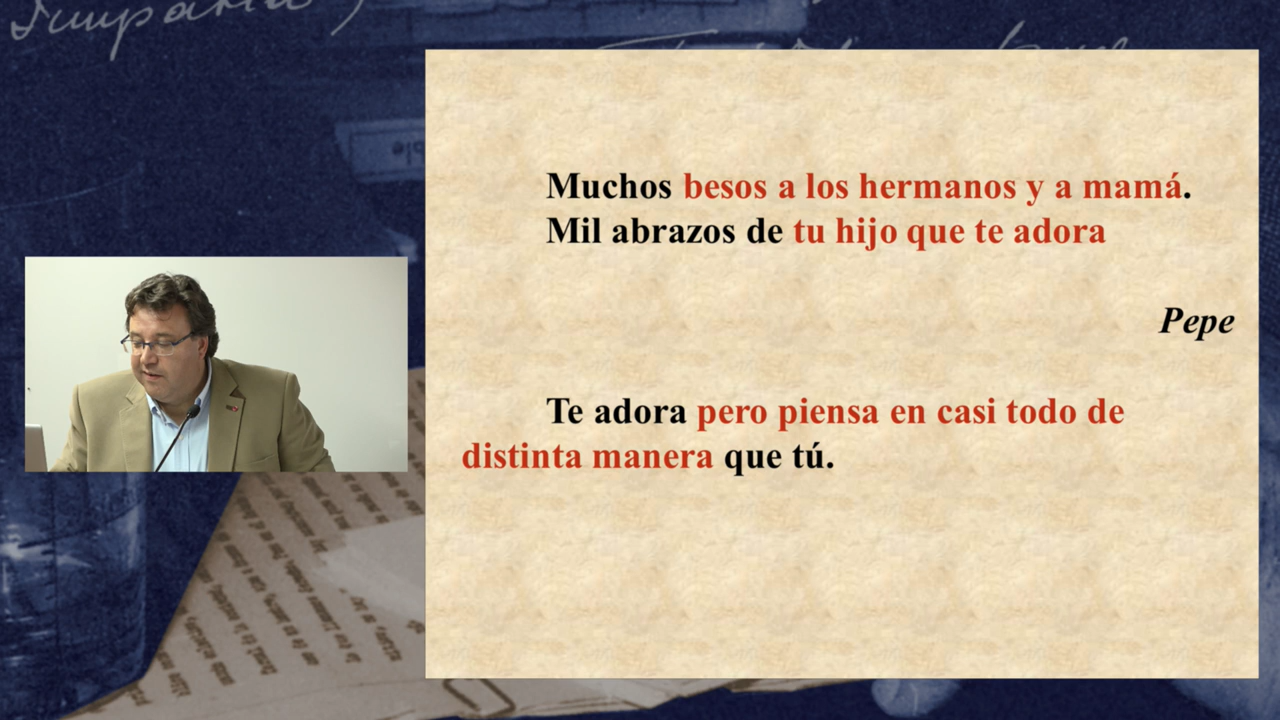 Muchos besos a los hermanos y a mamá.
Mil abrazos de tu hijo que te adora
Pepe
Te adora pero piensa en casi todo de
distinta manera que tú.